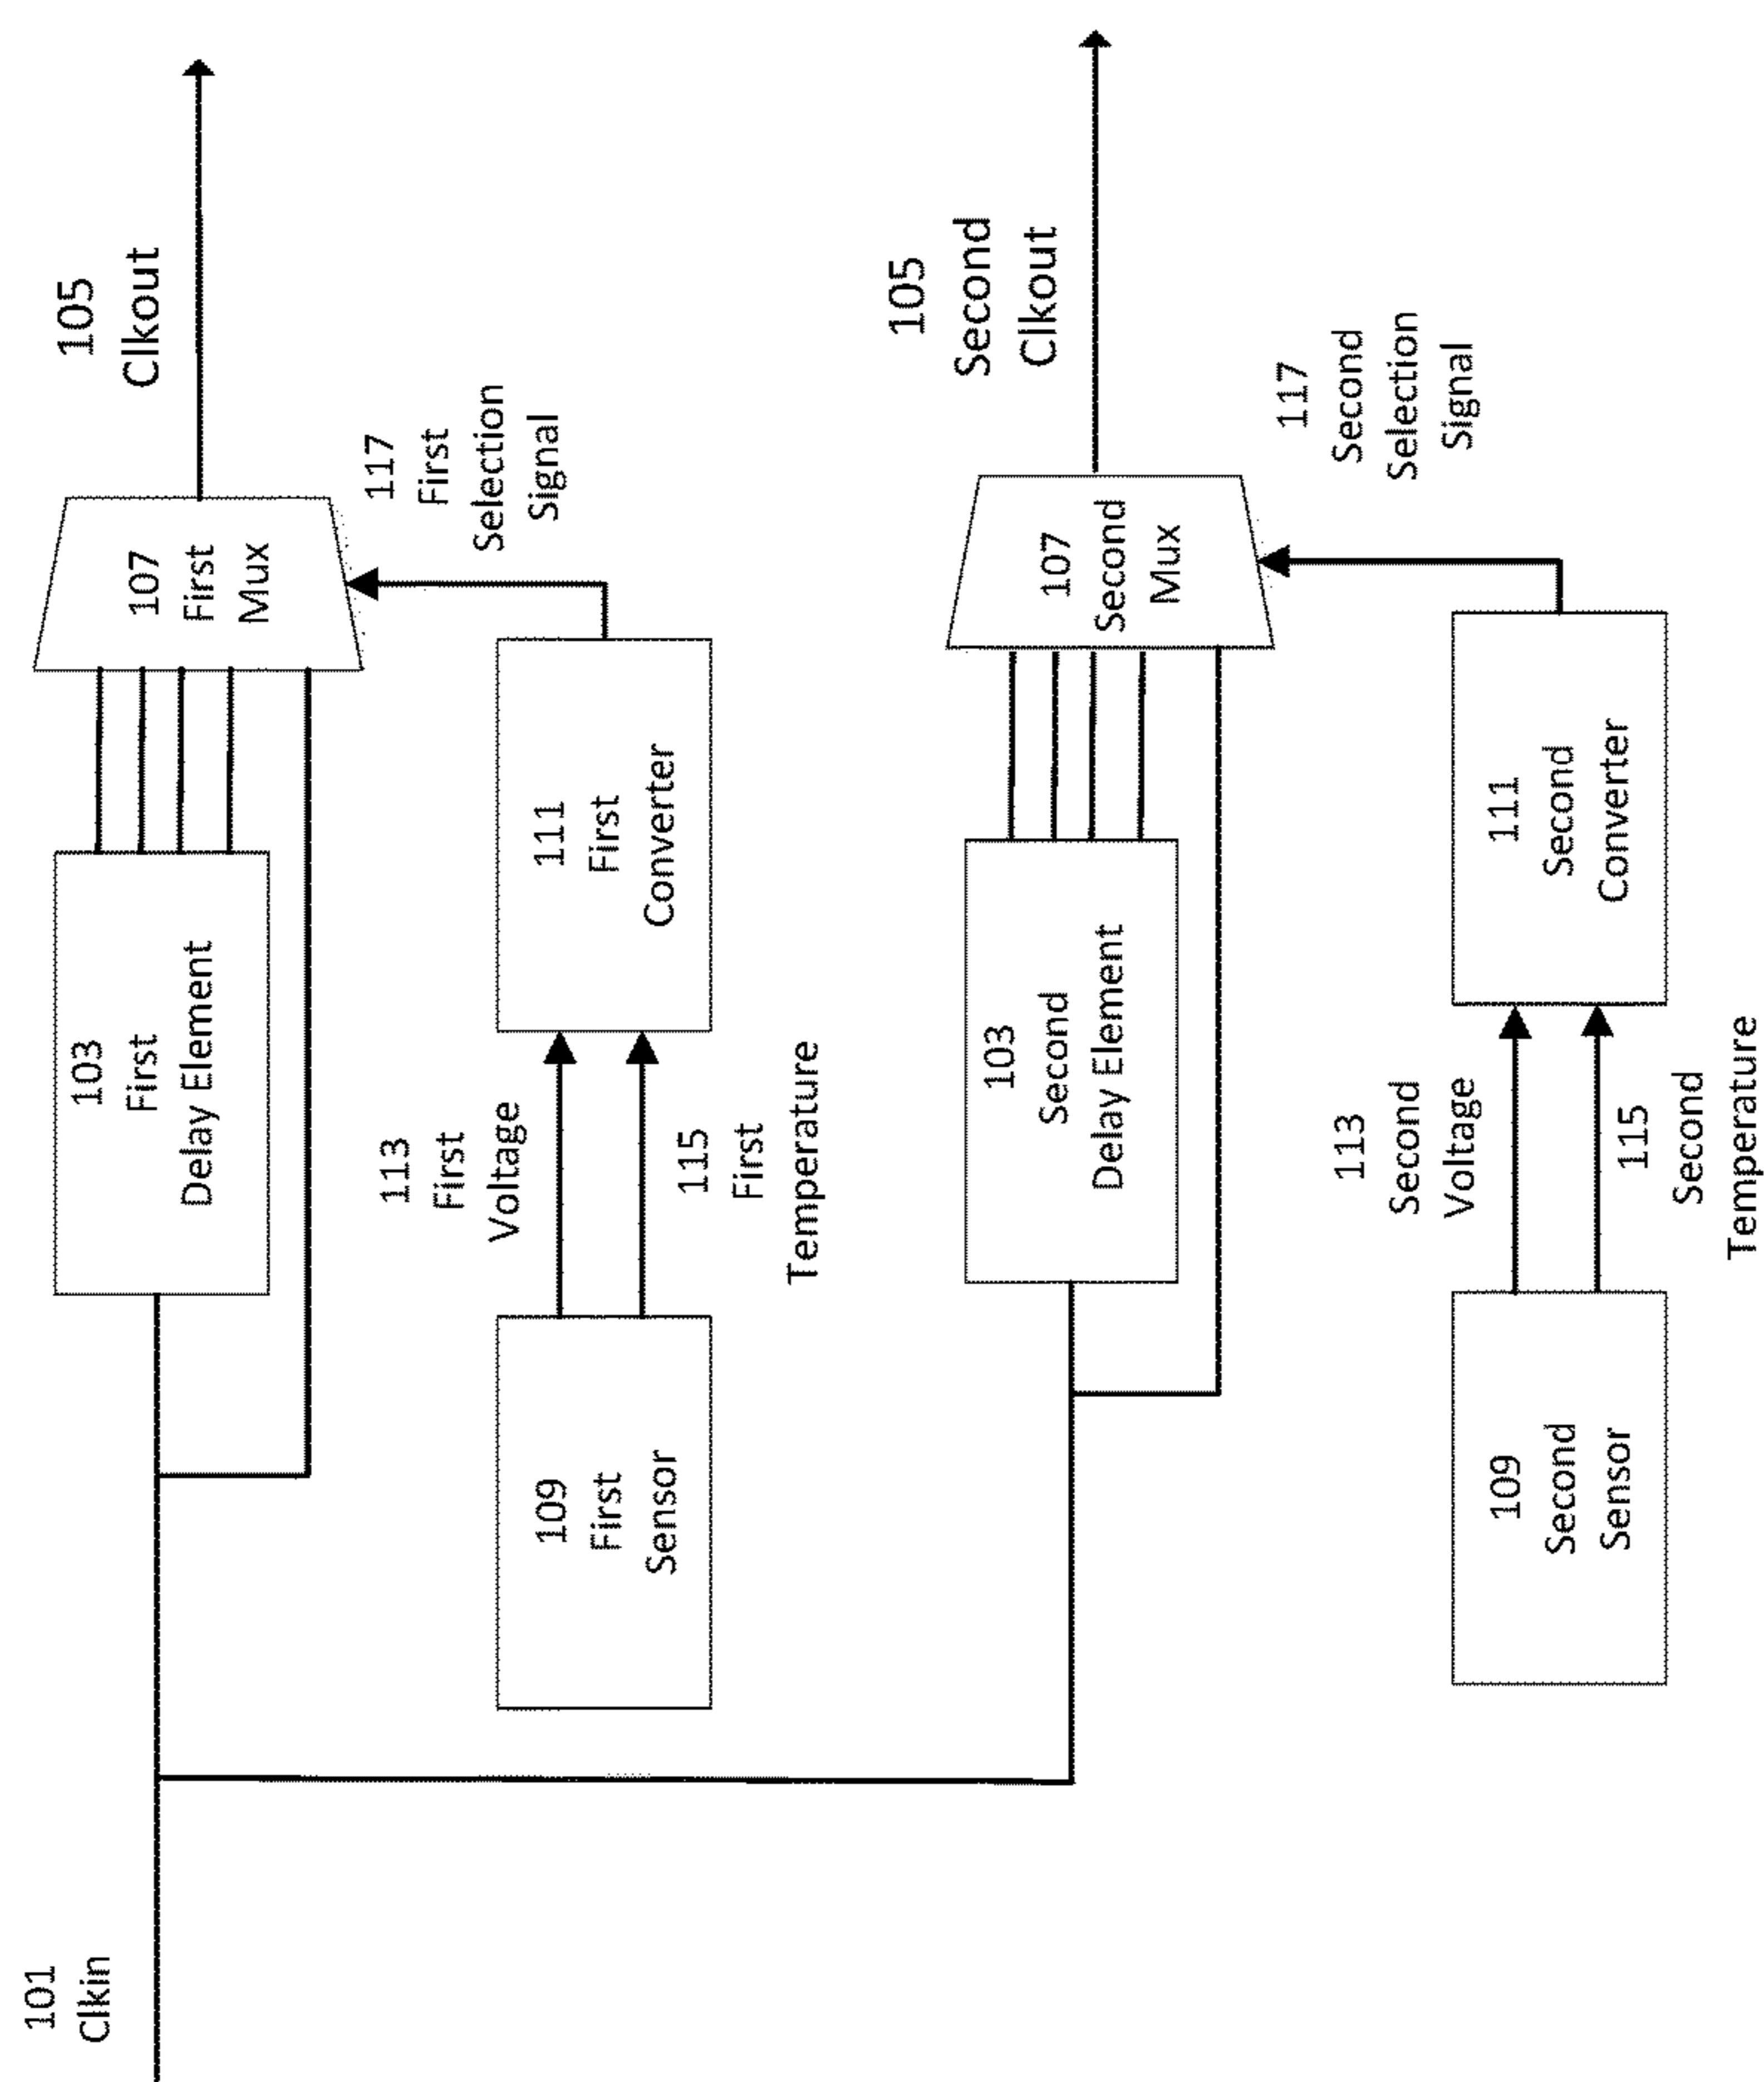 101
Clkin
103
First
Delay Element
107
First
Mux
105
Clkout
109
First
Sensor
113
First
Voltage
115
First
Temperature
111
First
Converter
117
First
Selection
Signal
103
Second
Delay Element
107
Second
Mux
105
Second
Clkout
109
Second
Sensor
113
Second
Voltage
115
Second
Temperature
111
Second
Converter
117
Second
Selection
Signal